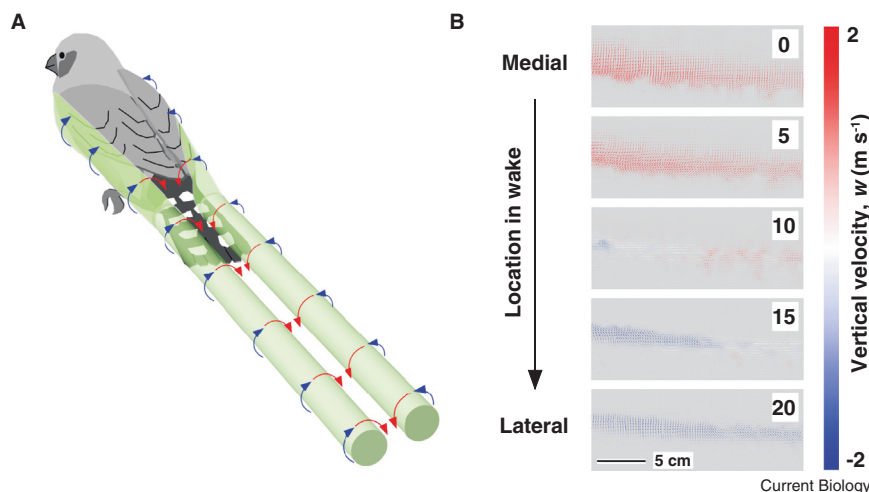 A
B
Medial
Location in wake
Lateral
0
5
10
15
20
5 cm
2
Vertical velocity, w (m s⁻¹)
-2
Current Biology